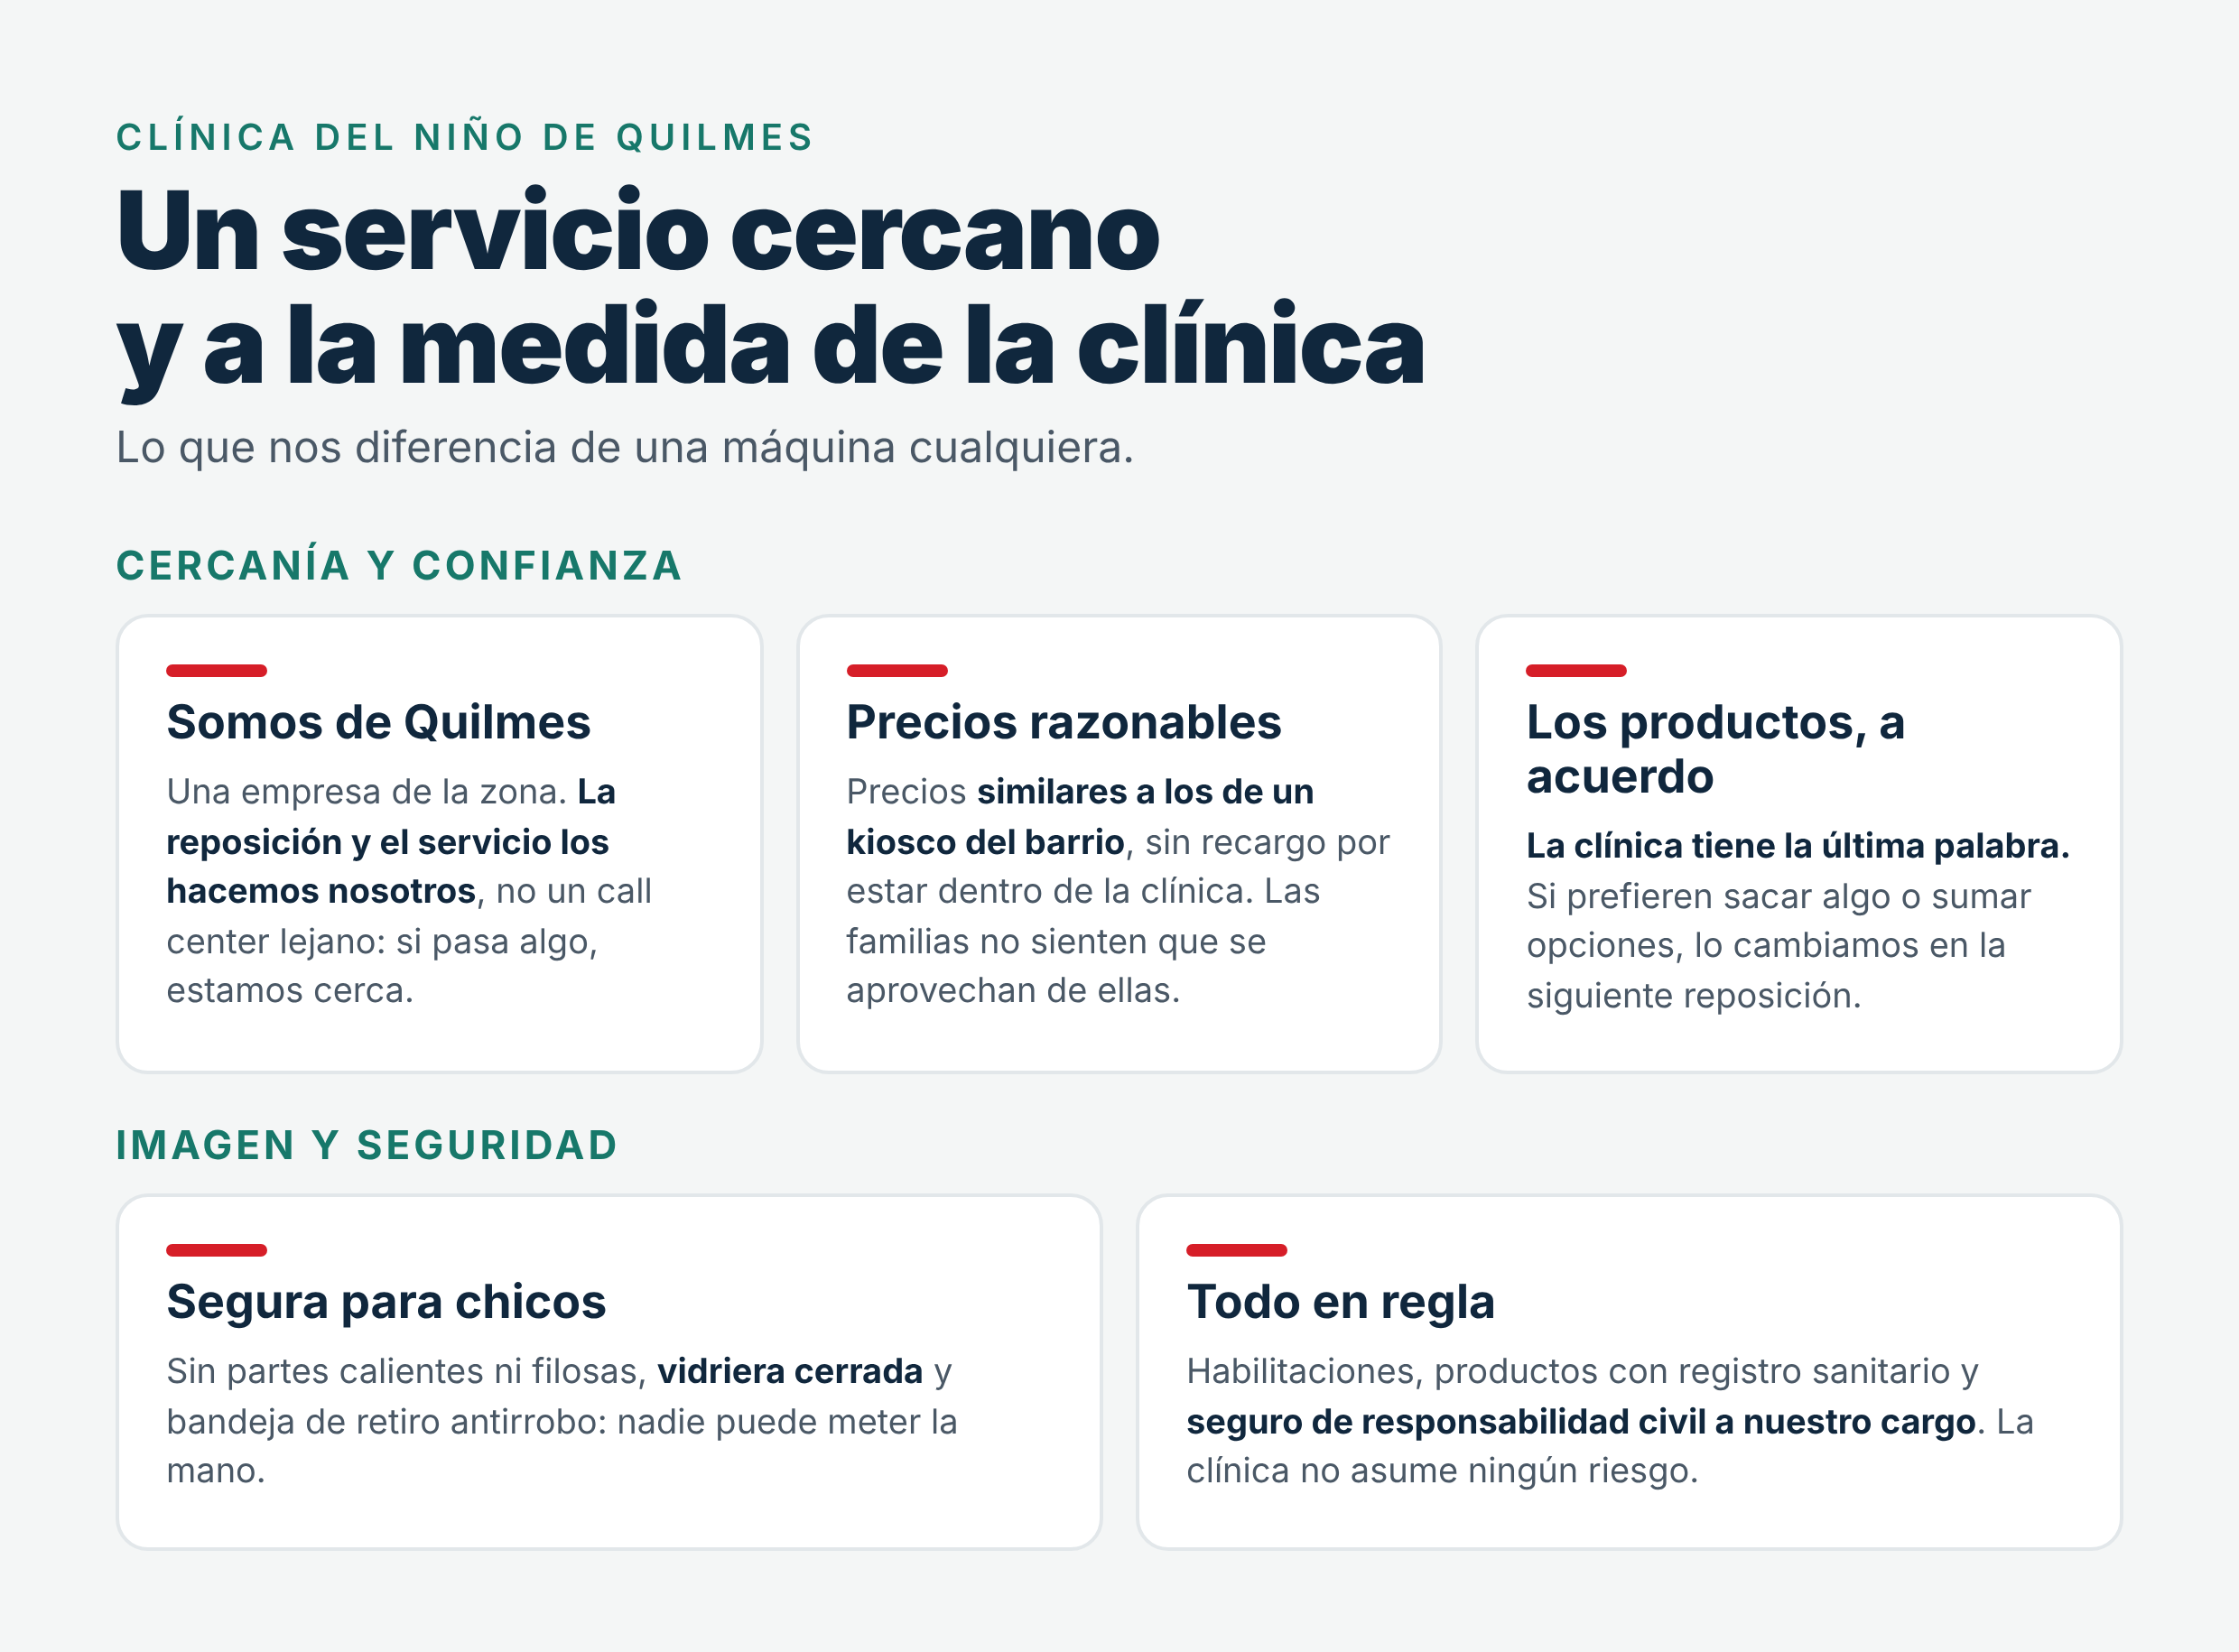 CLÍNICA DEL NIÑO DE QUILMES
Un servicio cercano
y a la medida de la clínica
Lo que nos diferencia de una máquina cualquiera.
CERCANÍA Y CONFIANZA
Somos de Quilmes
Una empresa de la zona. La
reposición y el servicio los
hacemos nosotros, no un call
center lejano: si pasa algo,
estamos cerca.
Precios razonables
Precios similares a los de un
kiosco del barrio, sin recargo por
estar dentro de la clínica. Las
familias no sienten que se
aprovechan de ellas.
Los productos, a
acuerdo
La clínica tiene la última palabra.
Si prefieren sacar algo o sumar
opciones, lo cambiamos en la
siguiente reposición.
IMAGEN Y SEGURIDAD
Segura para chicos
Sin partes calientes ni filosas, vidriera cerrada y
bandeja de retiro antirrobo: nadie puede meter la
mano.
Todo en regla
Habilitaciones, productos con registro sanitario y
seguro de responsabilidad civil a nuestro cargo. La
clínica no asume ningún riesgo.